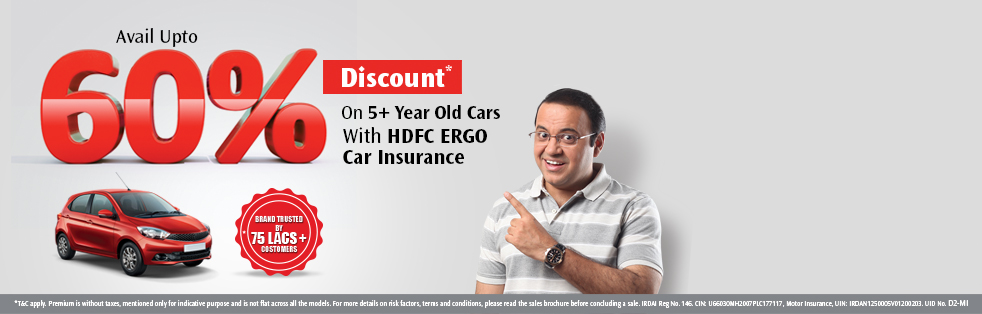 Avail Upto
60%
Discount*
On 5+ Year Old Cars
With HDFC ERGO
Car Insurance
BRAND TRUSTED
BY
*75 LACS+
CUSTOMERS
*T&C apply. Premium is without taxes, mentioned only for indicative purpose and is not flat across all the models. For more details on risk factors, terms and conditions, please read the sales brochure before concluding a sale. IRDAI Reg No. 146. CIN: U66030MH2007PLC177117, Motor Insurance, UIN: IRDAN125O005V01200203. UID No. D2-MI